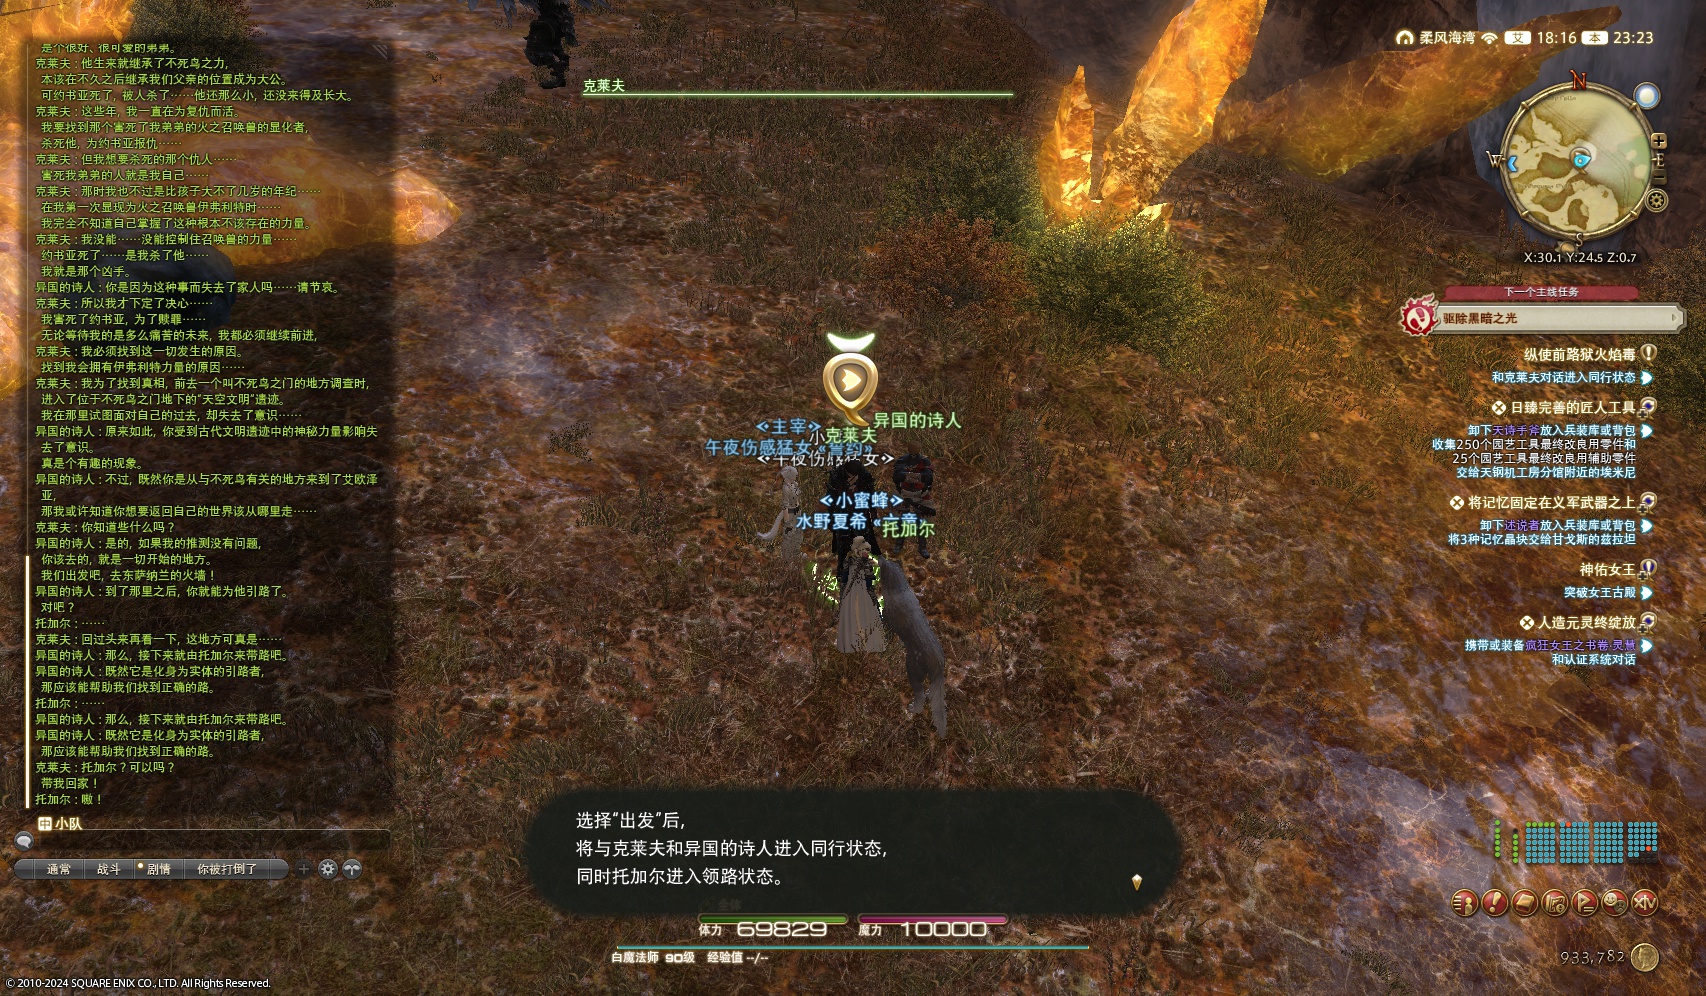 是个很好、很可爱的弟弟。
克莱夫：他生来就继承了不死鸟之力，
本该在不久之后继承我们父亲的位置成为大公。
可约书亚死了，被人杀了……他还那么小，还没来得及长大。
克莱夫：这些年，我一直在为复仇而活。
我要找到那个害死了我弟弟的火之召唤兽的显化者，
杀死他，为约书亚报仇……
克莱夫：但我想要杀死的那个仇人……
害死我弟弟的人就是我自己……
克莱夫：那时我也不过是比孩子大不了几岁的年纪……
在我第一次显现为火之召唤兽伊弗利特时……
我完全不知道自己掌握了这种根本不该存在的力量。
克莱夫：我没能……没能控制住召唤兽的力量……
约书亚死了……是我杀了他……
我就是那个凶手。
异国的诗人：你是因为这种事而失去了家人吗……请节哀。
克莱夫：所以我才下定了决心……
我害死了约书亚，为了赎罪……
无论等待我的是多么痛苦的未来，我都必须继续前进，
克莱夫：我必须找到这一切发生的原因。
找到我会拥有伊弗利特力量的原因……
克莱夫：我为了找到真相，前去一个叫不死鸟之门的地方调查时，
进入了位于不死鸟之门地下的“天空文明”遗迹。
我在那里试图面对自己的过去，却失去了意识……
异国的诗人：原来如此，你受到古代文明遗迹中的神秘力量影响失
去了意识。
真是个有趣的现象。
异国的诗人：不过，既然你是从与不死鸟有关的地方来到了艾欧泽
亚，
那我或许知道你想要返回自己的世界该从哪里走……
克莱夫：你知道些什么吗？
异国的诗人：是的，如果我的推测没有问题，
你该去的，就是一切开始的地方。
我们出发吧，去东萨纳兰的火墙！
异国的诗人：到了那里之后，你就能为他引路了。
对吧？
托加尔：……
克莱夫：回过头来再看一下，这地方可真是……
异国的诗人：那么，接下来就由托加尔来带路吧。
异国的诗人：既然它是化身为实体的引路者，
那应该能帮助我们找到正确的路。
托加尔：……
异国的诗人：那么，接下来就由托加尔来带路吧。
异国的诗人：既然它是化身为实体的引路者，
那应该能帮助我们找到正确的路。
克莱夫：托加尔？可以吗？
带我回家！
托加尔：嗷！
中 小队
通常 战斗 剧情 你被打倒了
克莱夫
异国的诗人
«主宰»
克莱夫
«小蜜蜂»
水野夏希
托加尔
选择“出发”后，
将与克莱夫和异国的诗人进入同行状态，
同时托加尔进入领路状态。
体力 69829 魔力 10000
白魔法师 90级 经验值 --/--
柔风海湾 艾 18:16 本 23:23
N
W
E
S
X:30.1 Y:24.5 Z:0.7
下一个主线任务
驱除黑暗之光
纵使前路狱火焰毒
和克莱夫对话进入同行状态
日臻完善的匠人工具
卸下天诗手斧放入兵装库或背包
收集250个园艺工具最终改良用零件和
25个园艺工具最终改良用辅助零件
交给天钢机工房分馆附近的埃米尼
将记忆固定在义军武器之上
卸下述说者放入兵装库或背包
将3种记忆晶块交给甘戈斯的兹拉坦
神佑女王
突破女王古殿
人造元灵终绽放
携带或装备疯狂女王之书卷·灵慧
和认证系统对话
XIV
933,782
© 2010-2024 SQUARE ENIX CO., LTD. All Rights Reserved.